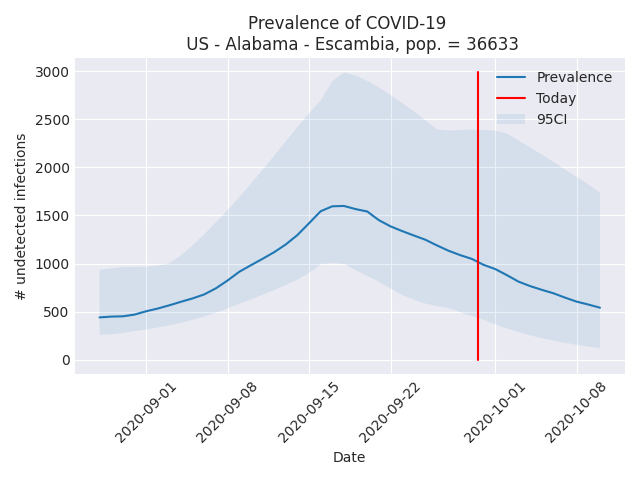 Prevalence of COVID-19
US - Alabama - Escambia, pop. = 36633
3000
2500
2000
1500
1000
500
0
# undetected infections
Prevalence
Today
95CI
2020-09-01
2020-09-08
2020-09-15
2020-09-22
2020-10-01
2020-10-08
Date